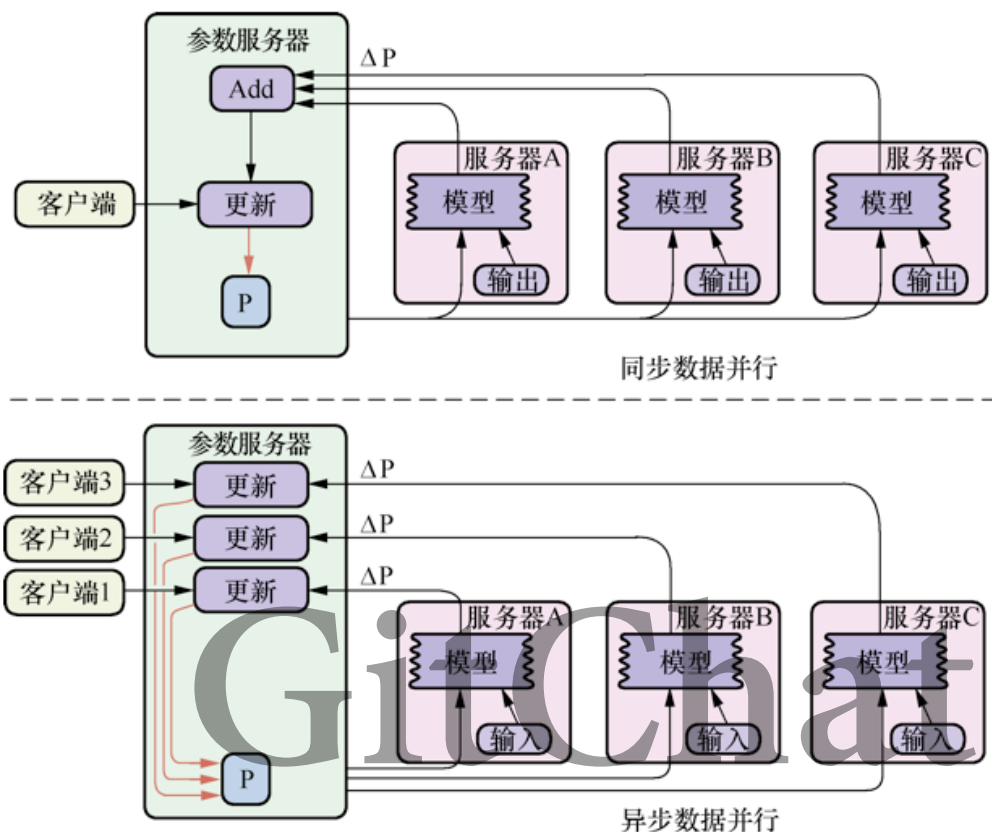 参数服务器
ΔP
Add
服务器A
服务器B
服务器C
客户端
更新
模型
模型
模型
P
输出
输出
输出
同步数据并行
参数服务器
客户端3
更新
ΔP
客户端2
更新
ΔP
客户端1
更新
ΔP
服务器A
服务器B
服务器C
模型
模型
模型
GitChat
输入
输入
输入
P
异步数据并行